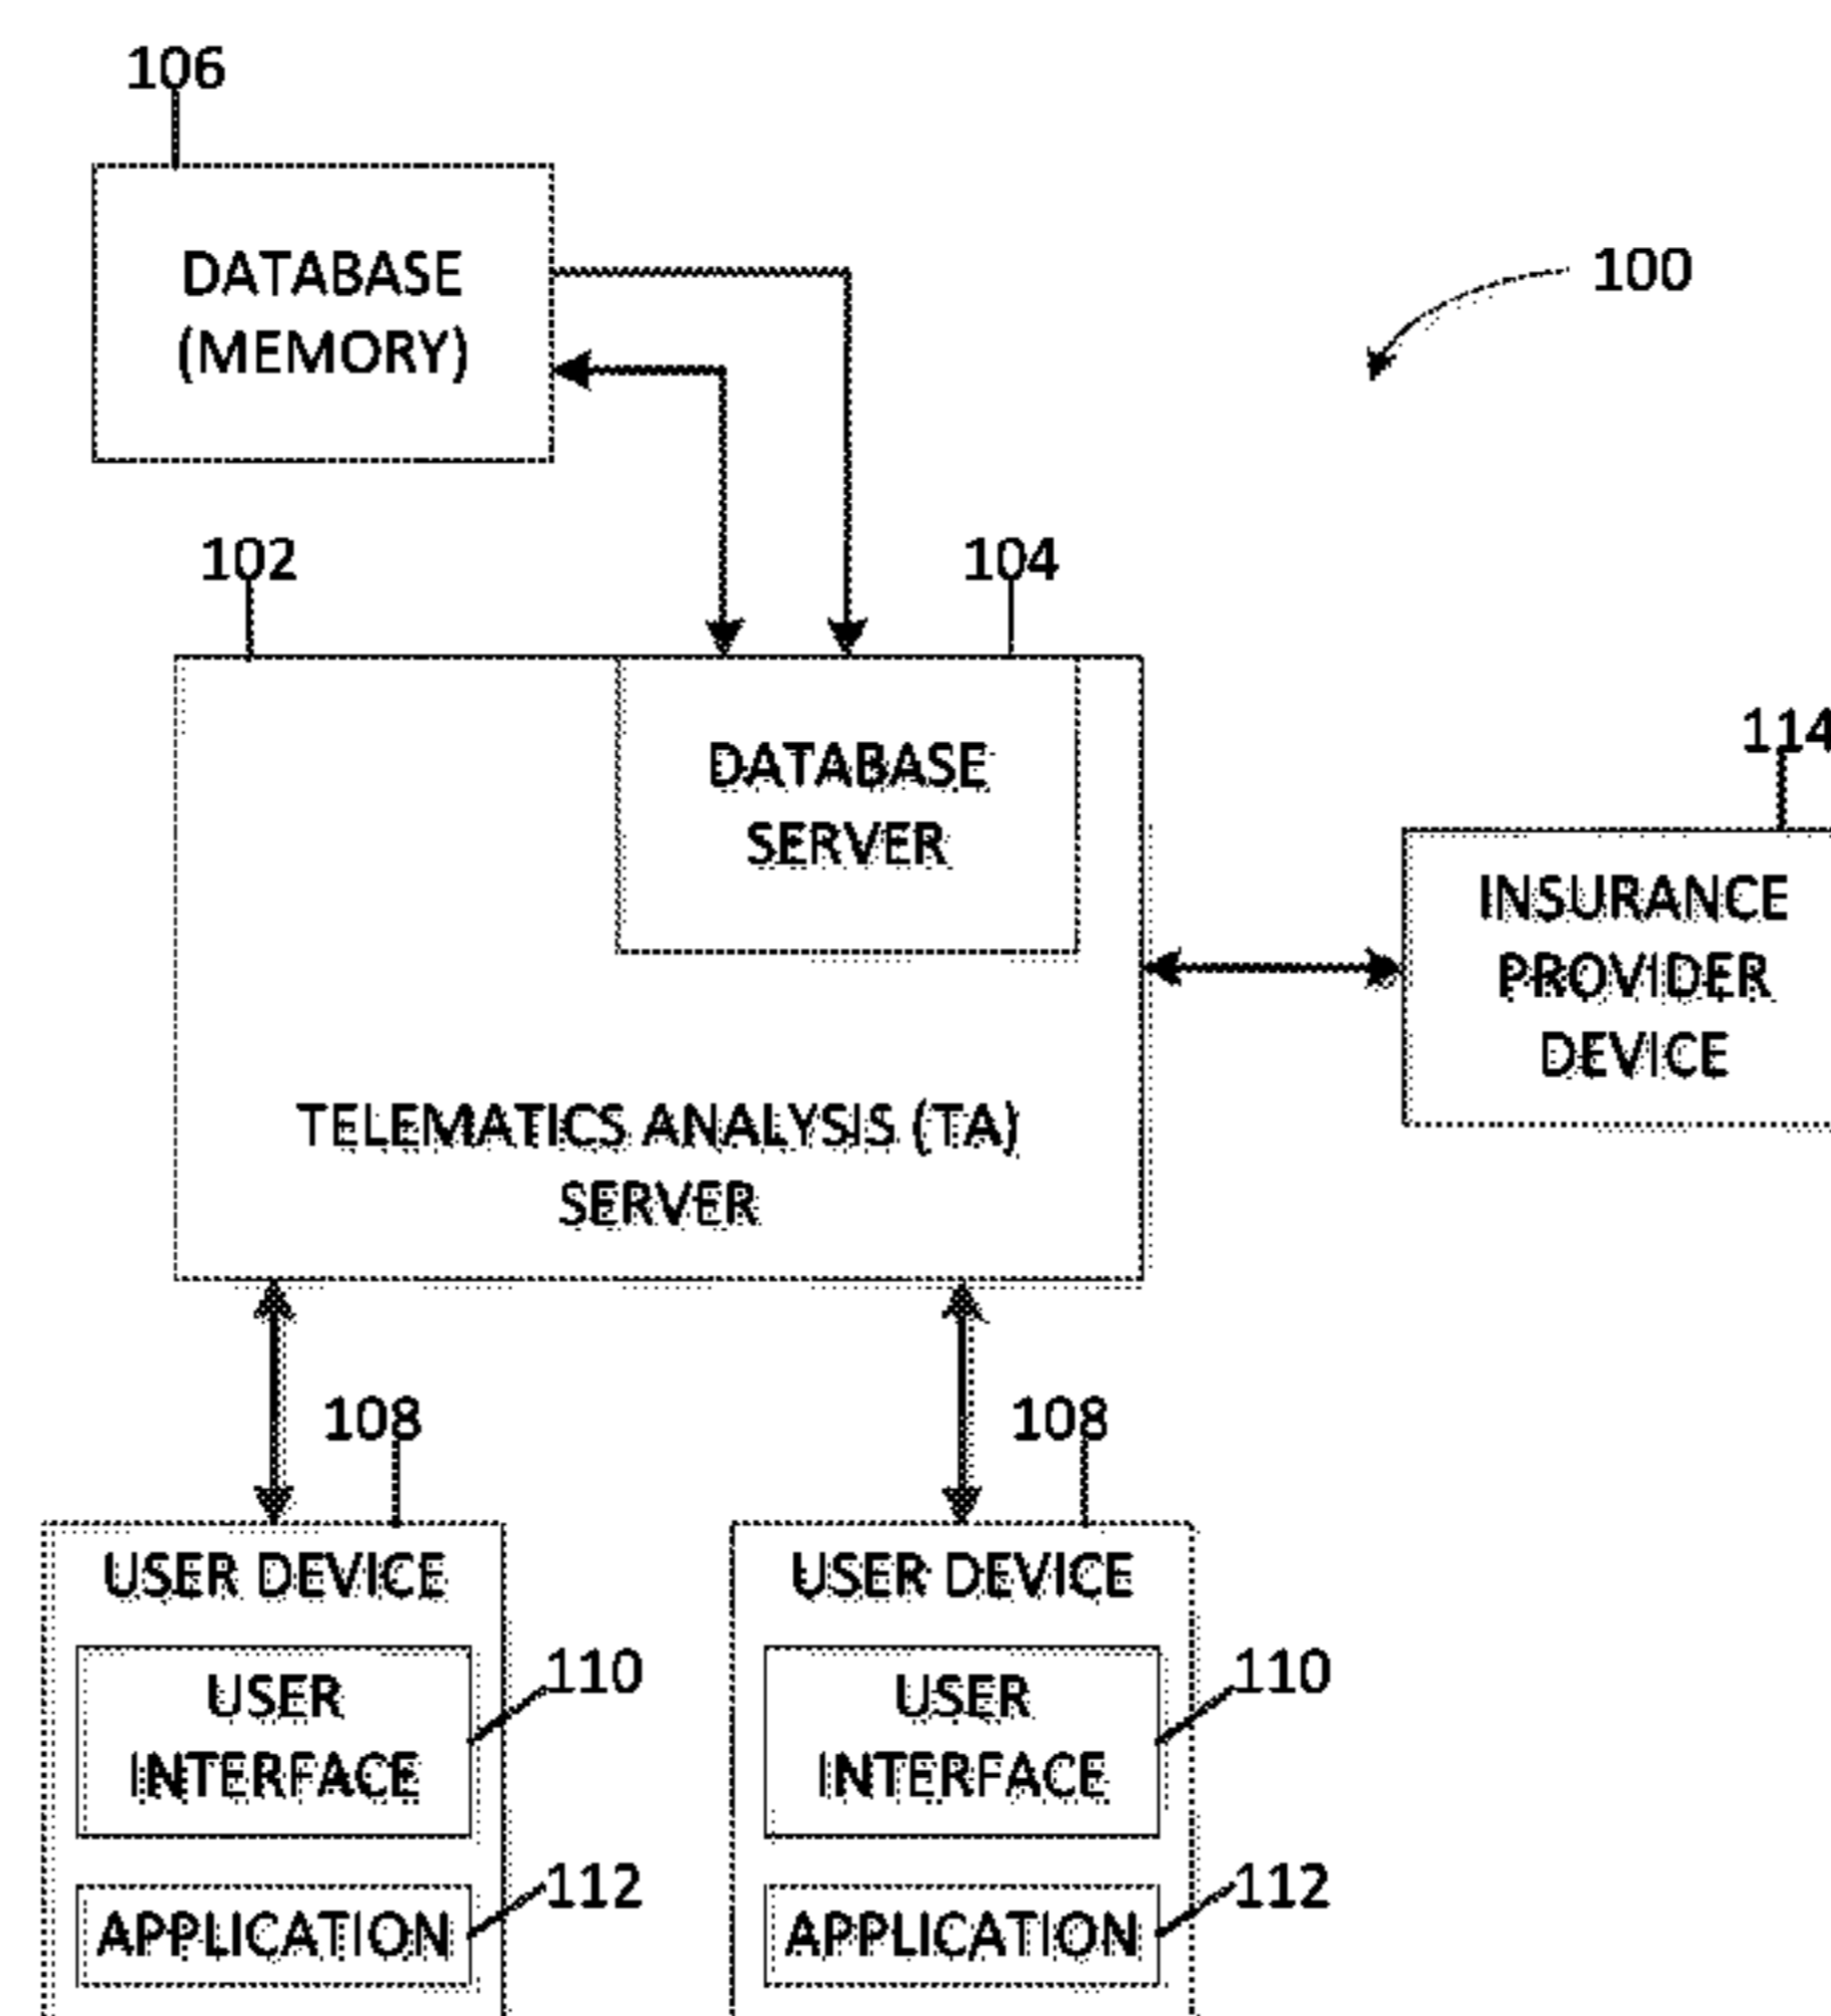 106
DATABASE
(MEMORY)
100
102
104
DATABASE
SERVER
114
INSURANCE
PROVIDER
DEVICE
TELEMATICS ANALYSIS (TA)
SERVER
108
108
USER DEVICE
USER DEVICE
USER
INTERFACE
110
USER
INTERFACE
110
APPLICATION
112
APPLICATION
112